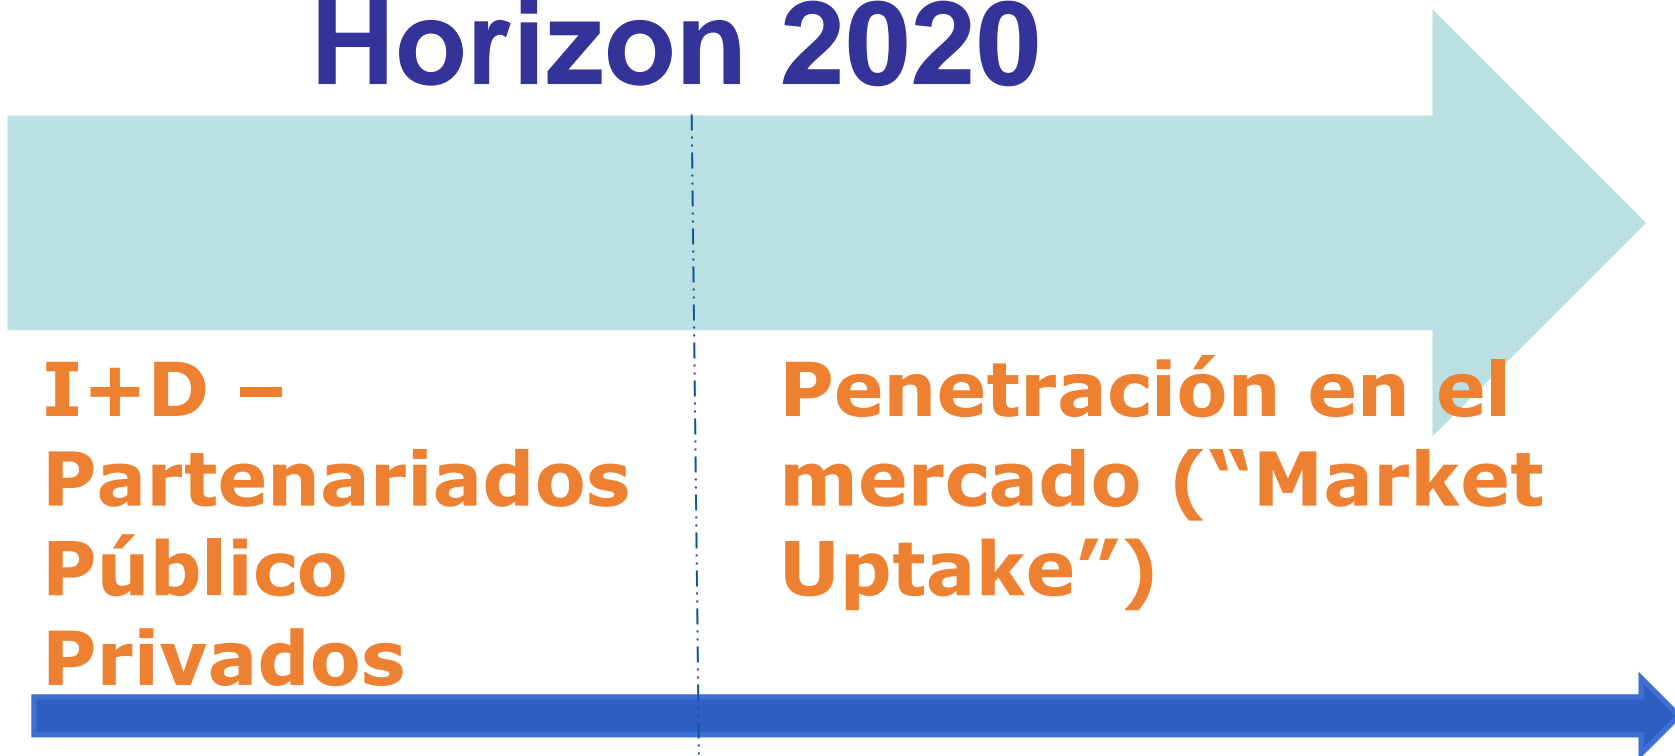 Horizon 2020
I+D –
Partenariados
Público
Privados
Penetración en el
mercado (“Market
Uptake”)